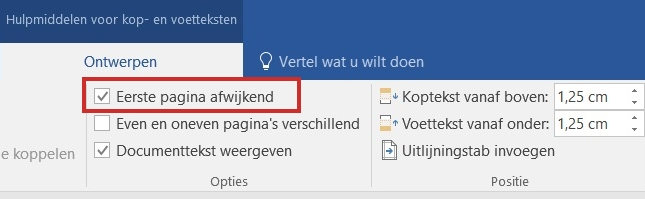 Hulpmiddelen voor kop- en voetteksten
Ontwerpen
Vertel wat u wilt doen
Eerste pagina afwijkend
Even en oneven pagina's verschillend
e koppelen
Documenttekst weergeven
Opties
Koptekst vanaf boven: 1,25 cm
Voettekst vanaf onder: 1,25 cm
Uitlijningstab invoegen
Positie